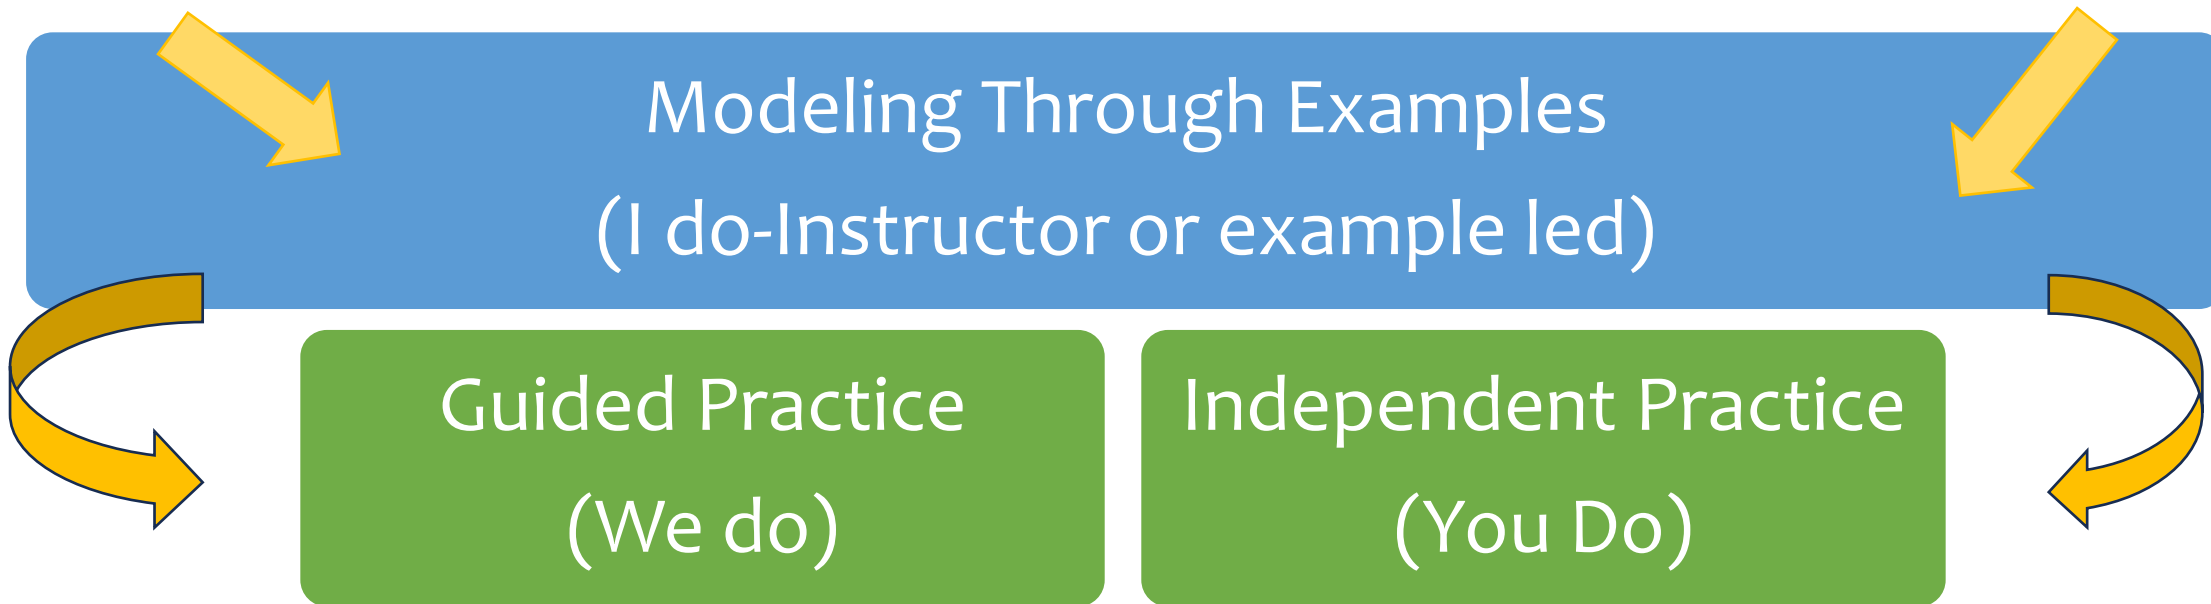 Modeling Through Examples
(I do-Instructor or example led)
Guided Practice
(We do)
Independent Practice
(You Do)